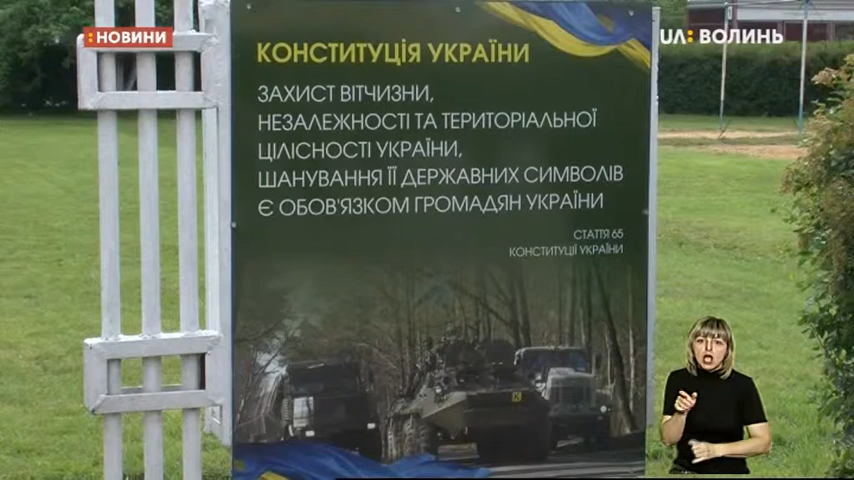 НОВИНИ
UA: ВОЛИНЬ
КОНСТИТУЦІЯ УКРАЇНИ
ЗАХИСТ ВІТЧИЗНИ,
НЕЗАЛЕЖНОСТІ ТА ТЕРИТОРІАЛЬНОЇ
ЦІЛІСНОСТІ УКРАЇНИ,
ШАНУВАННЯ ЇЇ ДЕРЖАВНИХ СИМВОЛІВ
Є ОБОВ'ЯЗКОМ ГРОМАДЯН УКРАЇНИ
СТАТТЯ 65
КОНСТИТУЦІЇ УКРАЇНИ